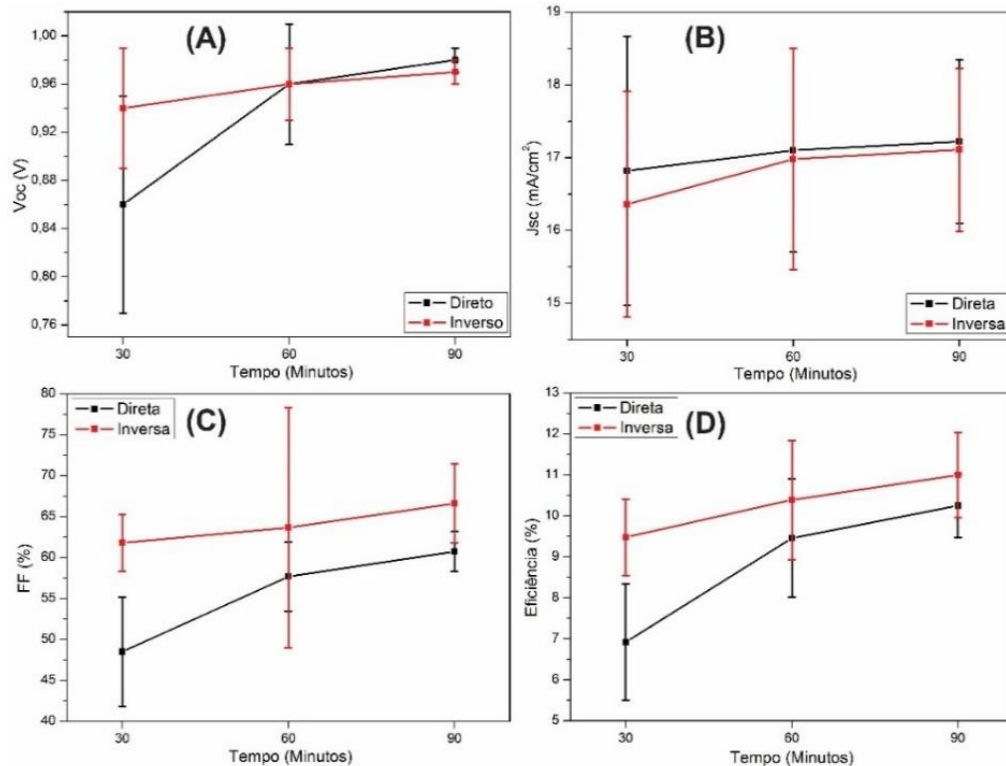 (A)
1,00
0,96
0,92
0,88
0,84
0,80
0,76
Voc (V)
Direto
Inverso
30
60
90
Tempo (Minutos)
(B)
19
18
17
16
15
Jsc (mA/cm²)
Direta
Inversa
30
60
90
Tempo (Minutos)
(C)
Direta
Inversa
80
75
70
65
60
55
50
45
40
FF (%)
30
60
90
Tempo (Minutos)
(D)
Direta
Inversa
13
12
11
10
9
8
7
6
5
Eficiência (%)
30
60
90
Tempo (Minutos)